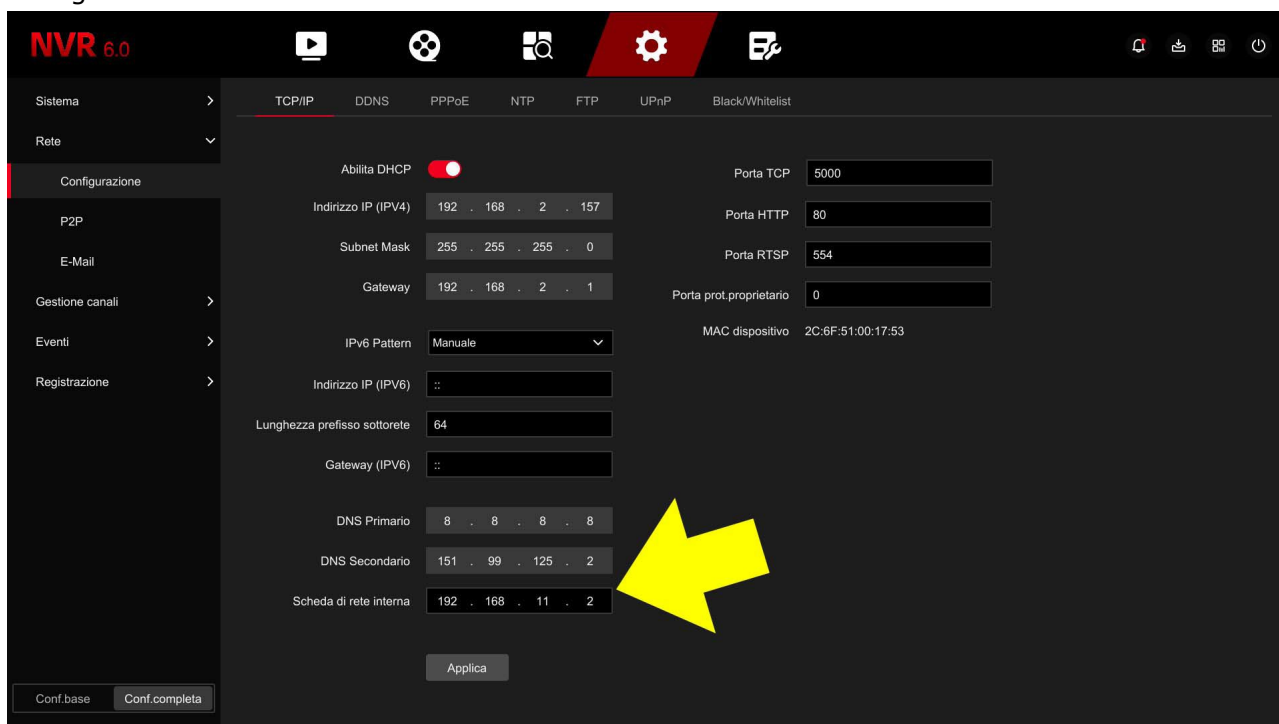 NVR 6.0
Sistema
Rete
Configurazione
P2P
E-Mail
Gestione canali
Eventi
Registrazione
Conf.base Conf.completa
TCP/IP DDNS PPPoE NTP FTP UPnP Black/Whitelist
Abilita DHCP
Indirizzo IP (IPV4) 192 . 168 . 2 . 157
Subnet Mask 255 . 255 . 255 . 0
Gateway 192 . 168 . 2 . 1
IPv6 Pattern Manuale
Indirizzo IP (IPV6) ::
Lunghezza prefisso sottorete 64
Gateway (IPV6) ::
DNS Primario 8 . 8 . 8 . 8
DNS Secondario 151 . 99 . 125 . 2
Scheda di rete interna 192 . 168 . 11 . 2
Applica
Porta TCP 5000
Porta HTTP 80
Porta RTSP 554
Porta prot.proprietario 0
MAC dispositivo 2C:6F:51:00:17:53